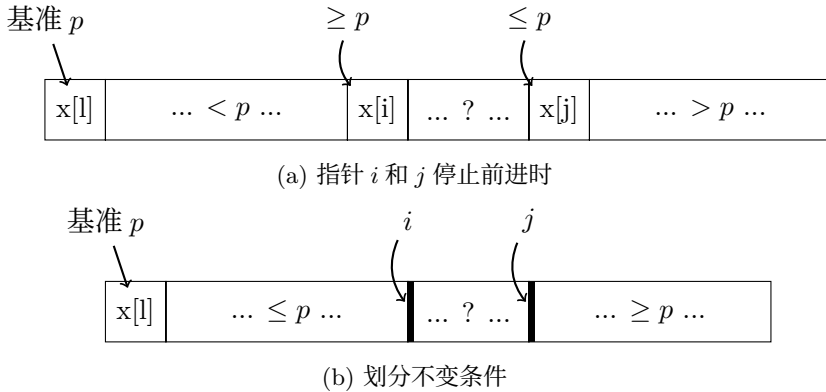 基准 p ≥ p ≤ p
x[l] ... < p ... x[i] ... ? ... x[j] ... > p ...
(a) 指针 i 和 j 停止前进时
基准 p i j
x[l] ... ≤ p ... ... ? ... ... ≥ p ...
(b) 划分不变条件